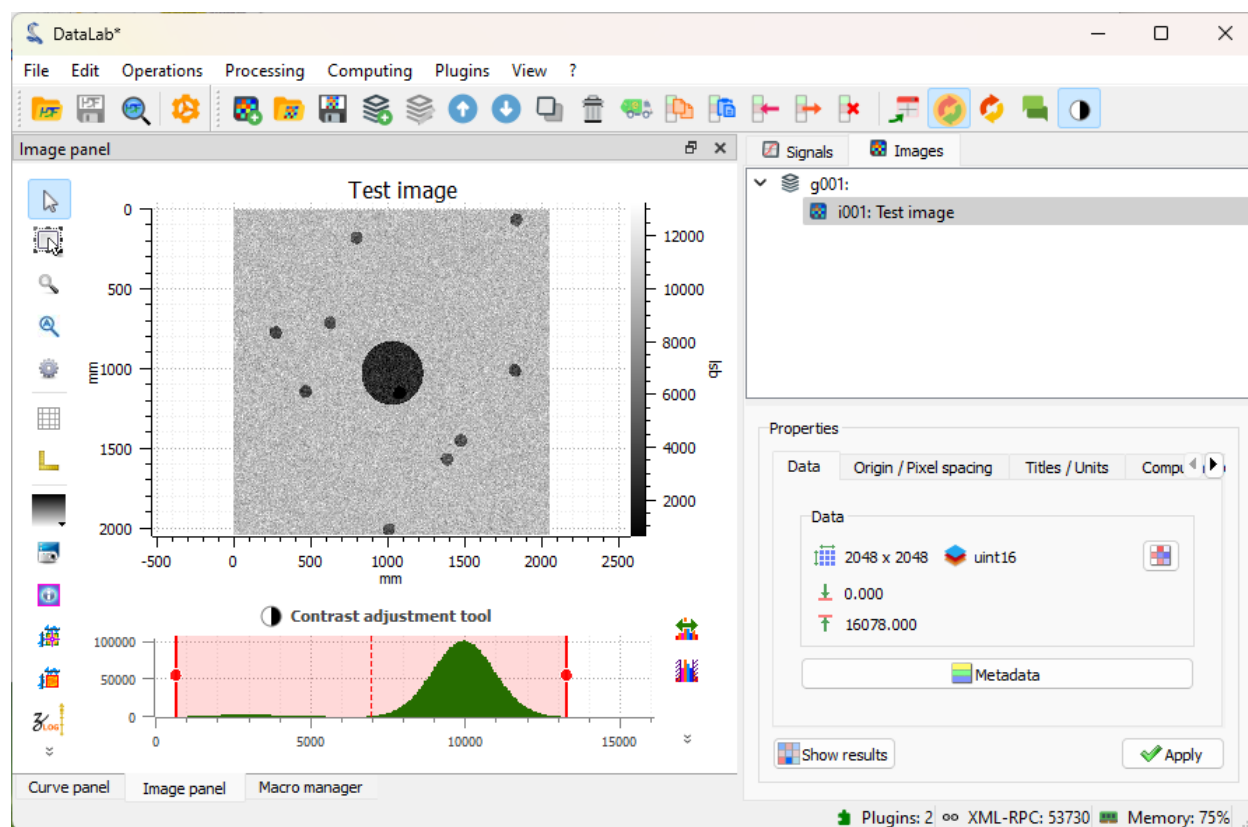 DataLab*
File Edit Operations Processing Computing Plugins View ?
Image panel
Test image
0
500
1000
1500
2000
mm
-500 0 500 1000 1500 2000 2500
mm
12000
10000
8000
6000
4000
2000
lsb
Contrast adjustment tool
100000
50000
0
0 5000 10000 15000
Curve panel Image panel Macro manager
Signals Images
g001:
i001: Test image
Properties
Data Origin / Pixel spacing Titles / Units
Data
2048 x 2048 uint16
0.000
16078.000
Metadata
Show results Apply
Plugins: 2 XML-RPC: 53730 Memory: 75%